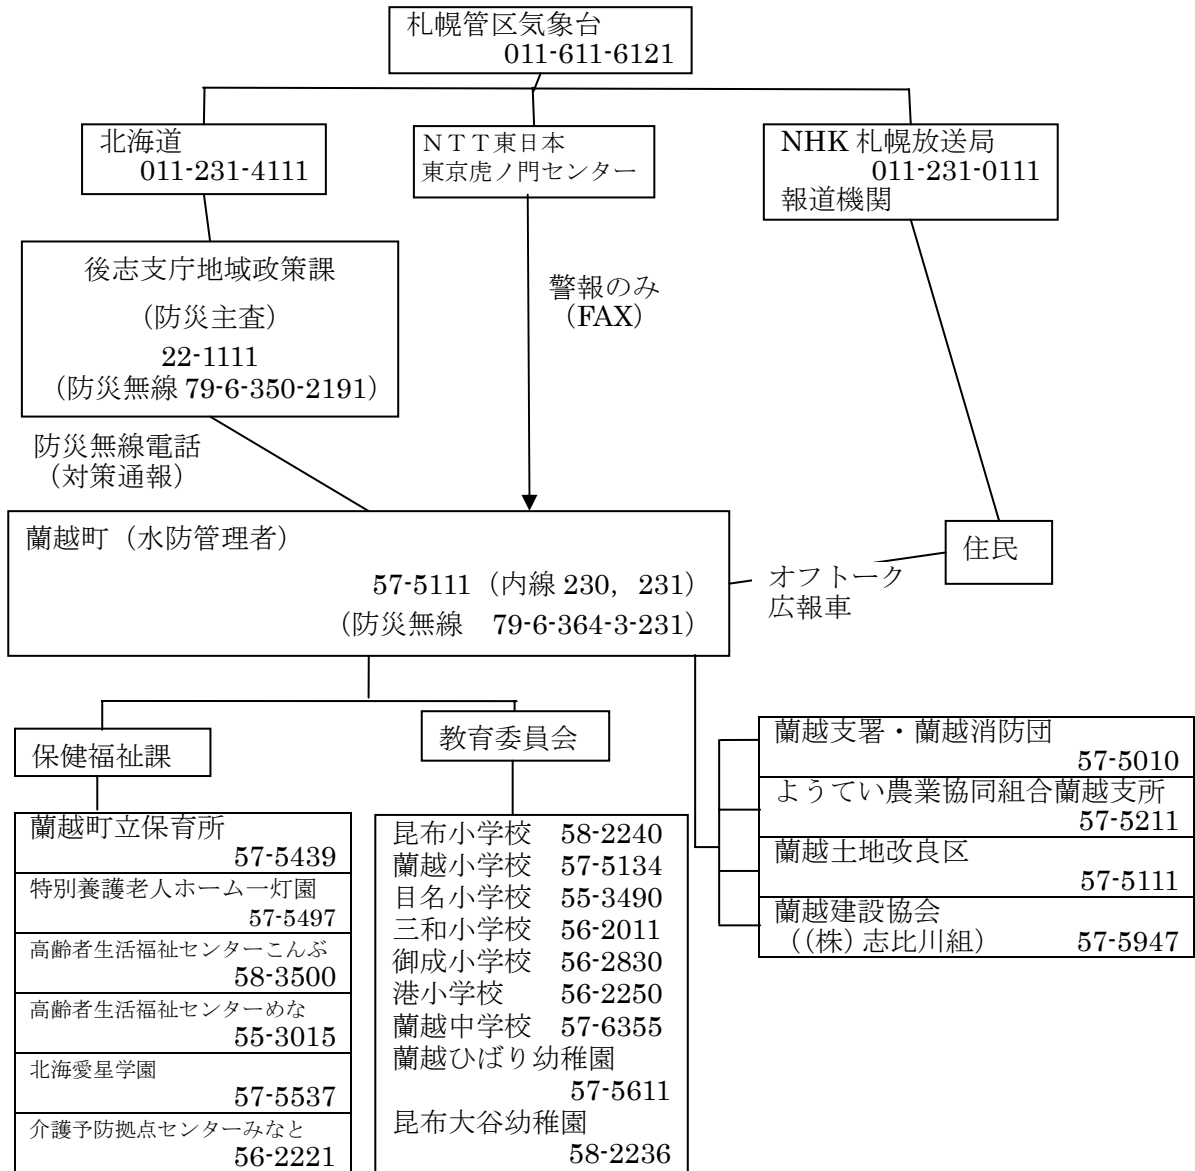 札幌管区気象台
011-611-6121
北海道
011-231-4111
ＮＴＴ東日本
東京虎ノ門センター
NHK 札幌放送局
011-231-0111
報道機関
後志支庁地域政策課
（防災主査）
22-1111
（防災無線 79-6-350-2191）
警報のみ
（FAX）
防災無線電話
（対策通報）
蘭越町（水防管理者）
57-5111（内線 230，231）
（防災無線　79-6-364-3-231）
住民
オフトーク
広報車
保健福祉課
蘭越町立保育所
57-5439
特別養護老人ホーム一灯園
57-5497
高齢者生活福祉センターこんぶ
58-3500
高齢者生活福祉センターめな
55-3015
北海愛星学園
57-5537
介護予防拠点センターみなと
56-2221
教育委員会
昆布小学校　58-2240
蘭越小学校　57-5134
目名小学校　55-3490
三和小学校　56-2011
御成小学校　56-2830
港小学校　　56-2250
蘭越中学校　57-6355
蘭越ひばり幼稚園
57-5611
昆布大谷幼稚園
58-2236
蘭越支署・蘭越消防団
57-5010
ようてい農業協同組合蘭越支所
57-5211
蘭越土地改良区
57-5111
蘭越建設協会
（(株) 志比川組）　57-5947